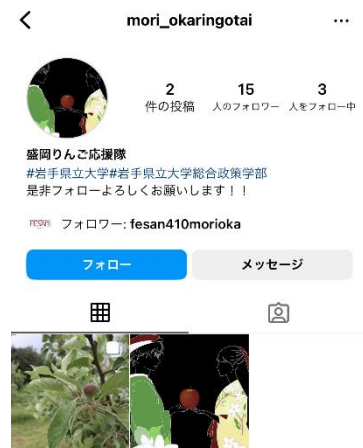 mori_okaringotai
2 15 3
件の投稿 人のフォロワー 人をフォロー中
盛岡りんご応援隊
#岩手県立大学#岩手県立大学総合政策学部
是非フォローよろしくお願いします！！
FES'AN フォロワー: fesan410morioka
フォロー メッセージ